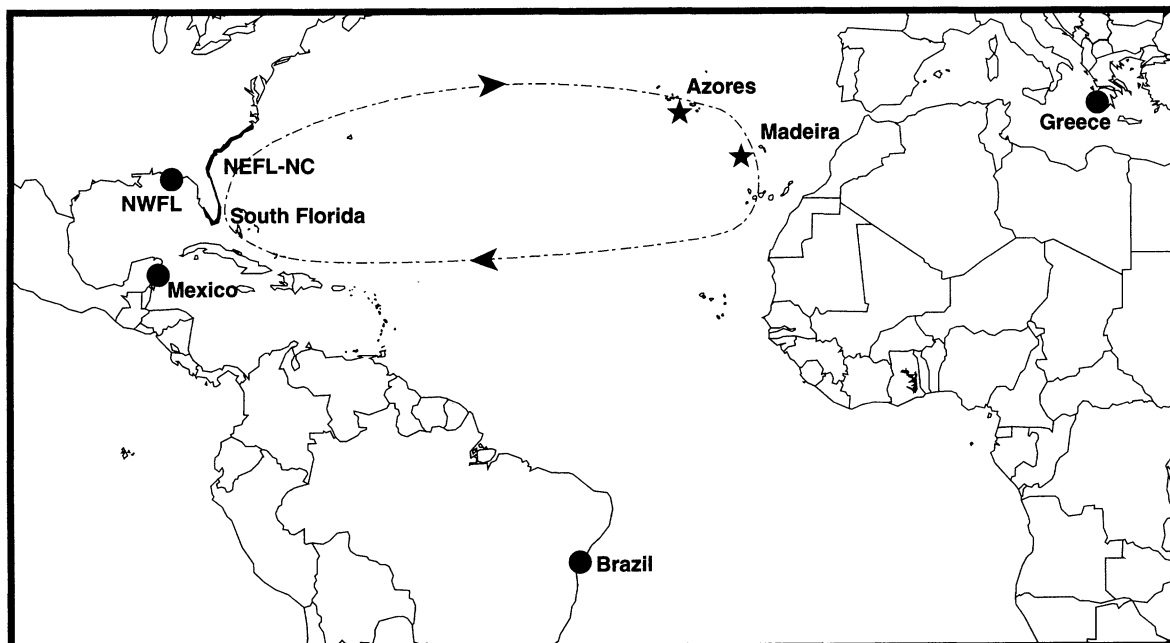 Azores
Madeira
Greece
NEFL-NC
NWFL
South Florida
Mexico
Brazil